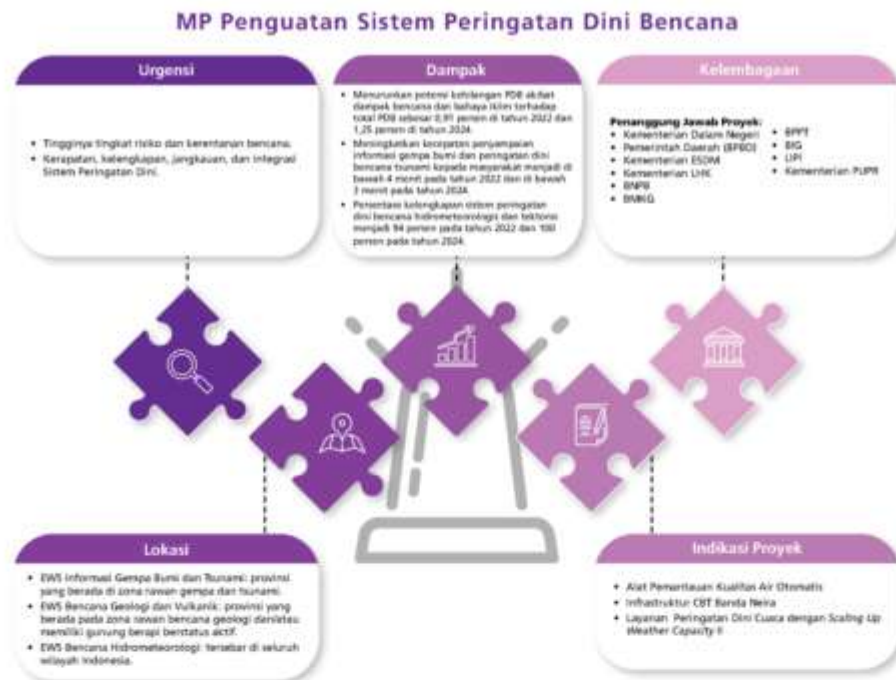 MP Penguatan Sistem Peringatan Dini Bencana
Urgensi
• Tingginya tingkat risiko dan kerentanan bencana.
• Kerapatan, kelengkapan, jangkauan, dan integrasi
Sistem Peringatan Dini.
Dampak
• Menurunkan potensi kehilangan PDB akibat
dampak bencana dan bahaya iklim terhadap
total PDB sebesar 0,91 persen di tahun 2022 dan
1,25 persen di tahun 2024.
• Meningkatkan kecepatan penyampaian
informasi gempa bumi dan peringatan dini
bencana tsunami kepada masyarakat menjadi di
bawah 4 menit pada tahun 2022 dan di bawah
3 menit pada tahun 2024.
• Persentase kelengkapan sistem peringatan
dini bencana hidrometeorologis dan tektonis
menjadi 94 persen pada tahun 2022 dan 100
persen pada tahun 2024.
Kelembagaan
Penanggung Jawab Proyek:
• Kementerian Dalam Negeri
• Pemerintah Daerah (BPBD)
• Kementerian ESDM
• Kementerian LHK
• BNPB
• BMKG
• BPPT
• BIG
• LIPI
• Kementerian PUPR
Lokasi
• EWS Informasi Gempa Bumi dan Tsunami: provinsi
yang berada di zona rawan gempa dan tsunami.
• EWS Bencana Geologi dan Vulkanik: provinsi yang
berada pada zona rawan bencana geologi dan/atau
memiliki gunung berapi berstatus aktif.
• EWS Bencana Hidrometeorologi: tersebar di seluruh
wilayah Indonesia.
Indikasi Proyek
• Alat Pemantauan Kualitas Air Otomatis
• Infrastruktur CBT Banda Neira
• Layanan Peringatan Dini Cuaca dengan Scaling Up
Weather Capacity II